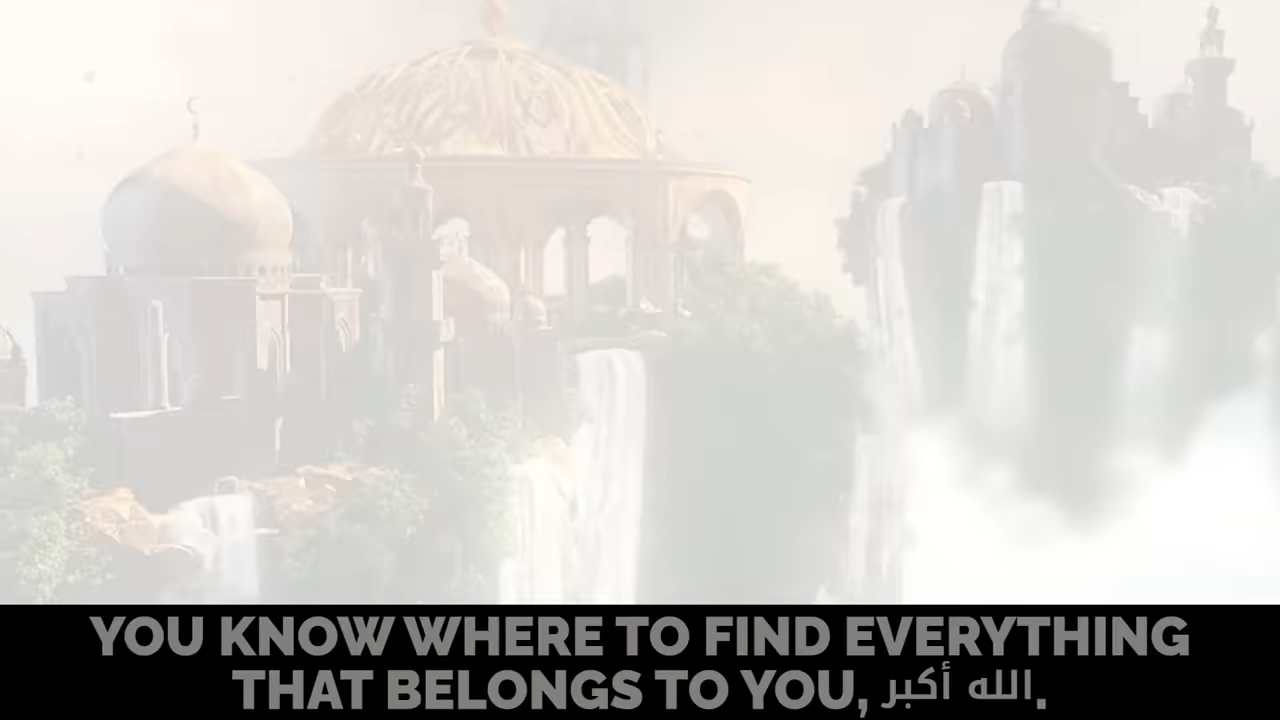 YOU KNOW WHERE TO FIND EVERYTHING
THAT BELONGS TO YOU, الله أكبر.